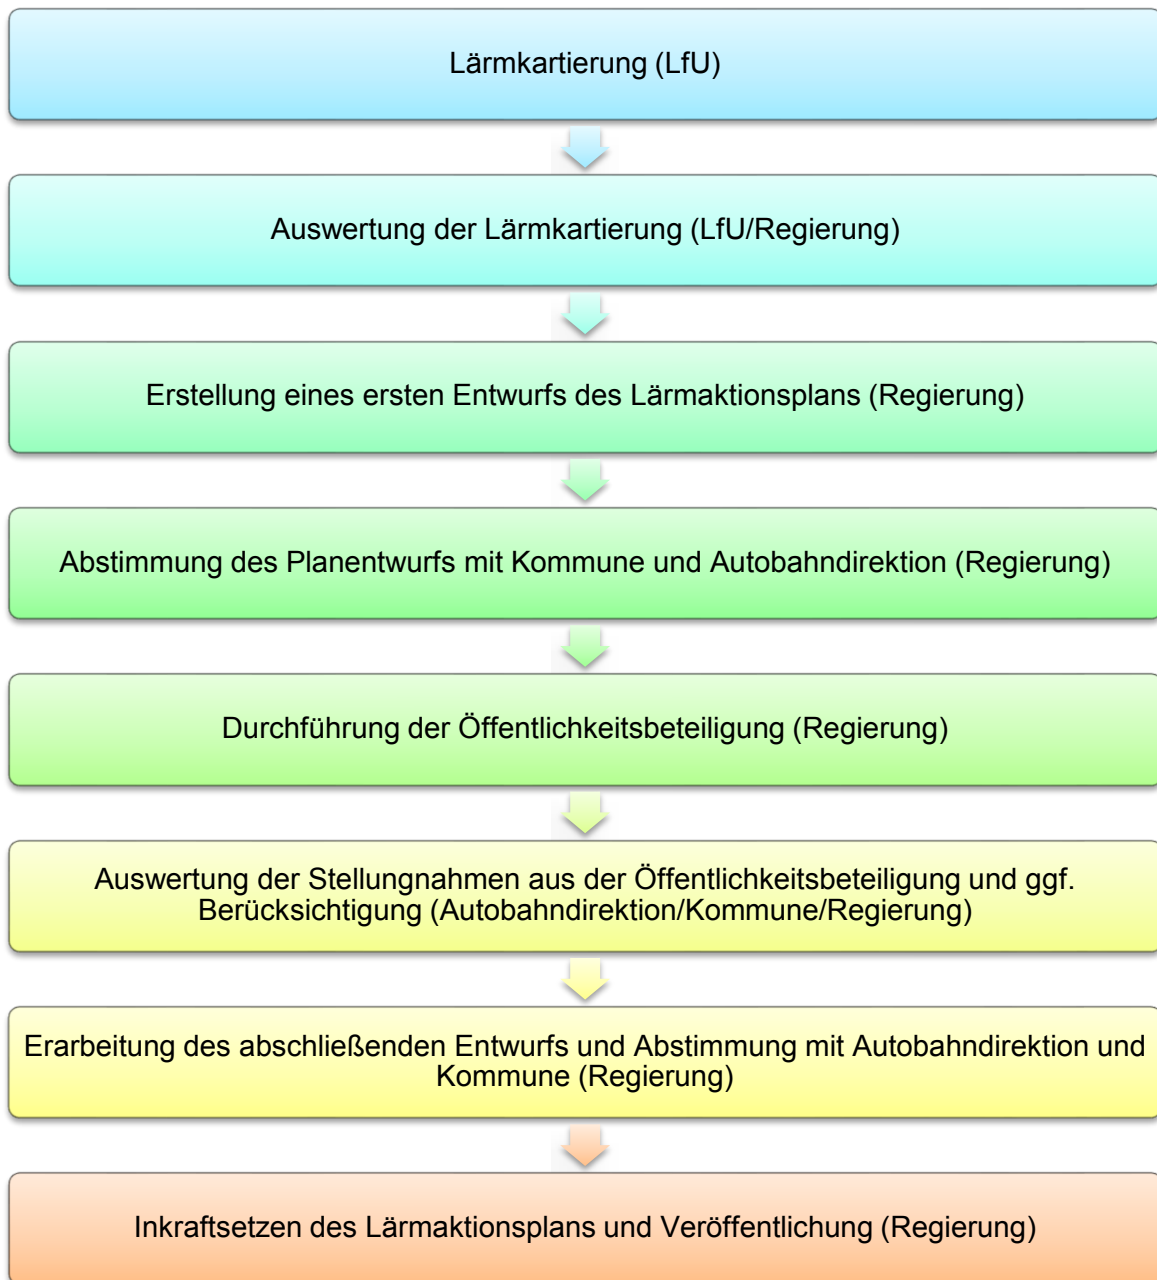 Lärmkartierung (LfU)
Auswertung der Lärmkartierung (LfU/Regierung)
Erstellung eines ersten Entwurfs des Lärmaktionsplans (Regierung)
Abstimmung des Planentwurfs mit Kommune und Autobahndirektion (Regierung)
Durchführung der Öffentlichkeitsbeteiligung (Regierung)
Auswertung der Stellungnahmen aus der Öffentlichkeitsbeteiligung und ggf.
Berücksichtigung (Autobahndirektion/Kommune/Regierung)
Erarbeitung des abschließenden Entwurfs und Abstimmung mit Autobahndirektion und
Kommune (Regierung)
Inkraftsetzen des Lärmaktionsplans und Veröffentlichung (Regierung)